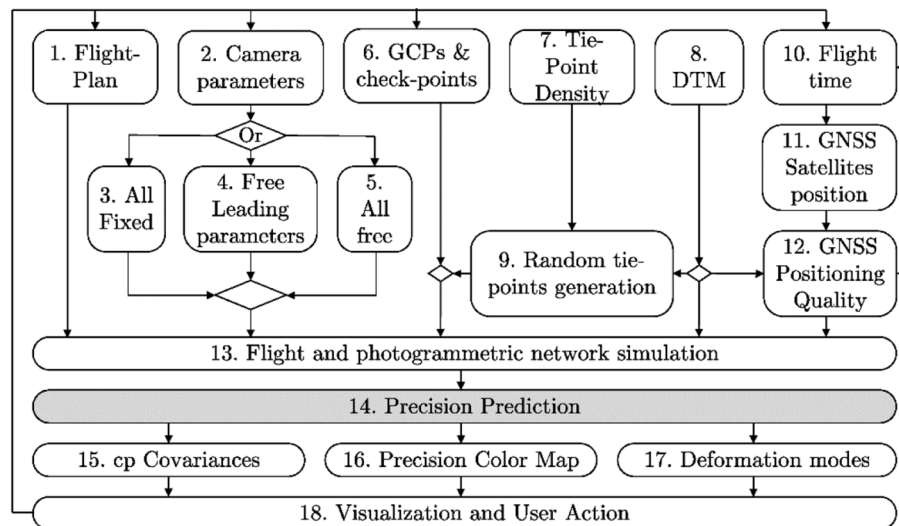 1. Flight-
Plan
2. Camera
parameters
6. GCPs &
check-points
7. Tie-
Point
Density
8.
DTM
10. Flight
time
Or
11. GNSS
Satellites
position
3. All
Fixed
4. Free
Leading
parameters
5.
All
free
9. Random tie-
points generation
12. GNSS
Positioning
Quality
13. Flight and photogrammetric network simulation
14. Precision Prediction
15. cp Covariances
16. Precision Color Map
17. Deformation modes
18. Visualization and User Action